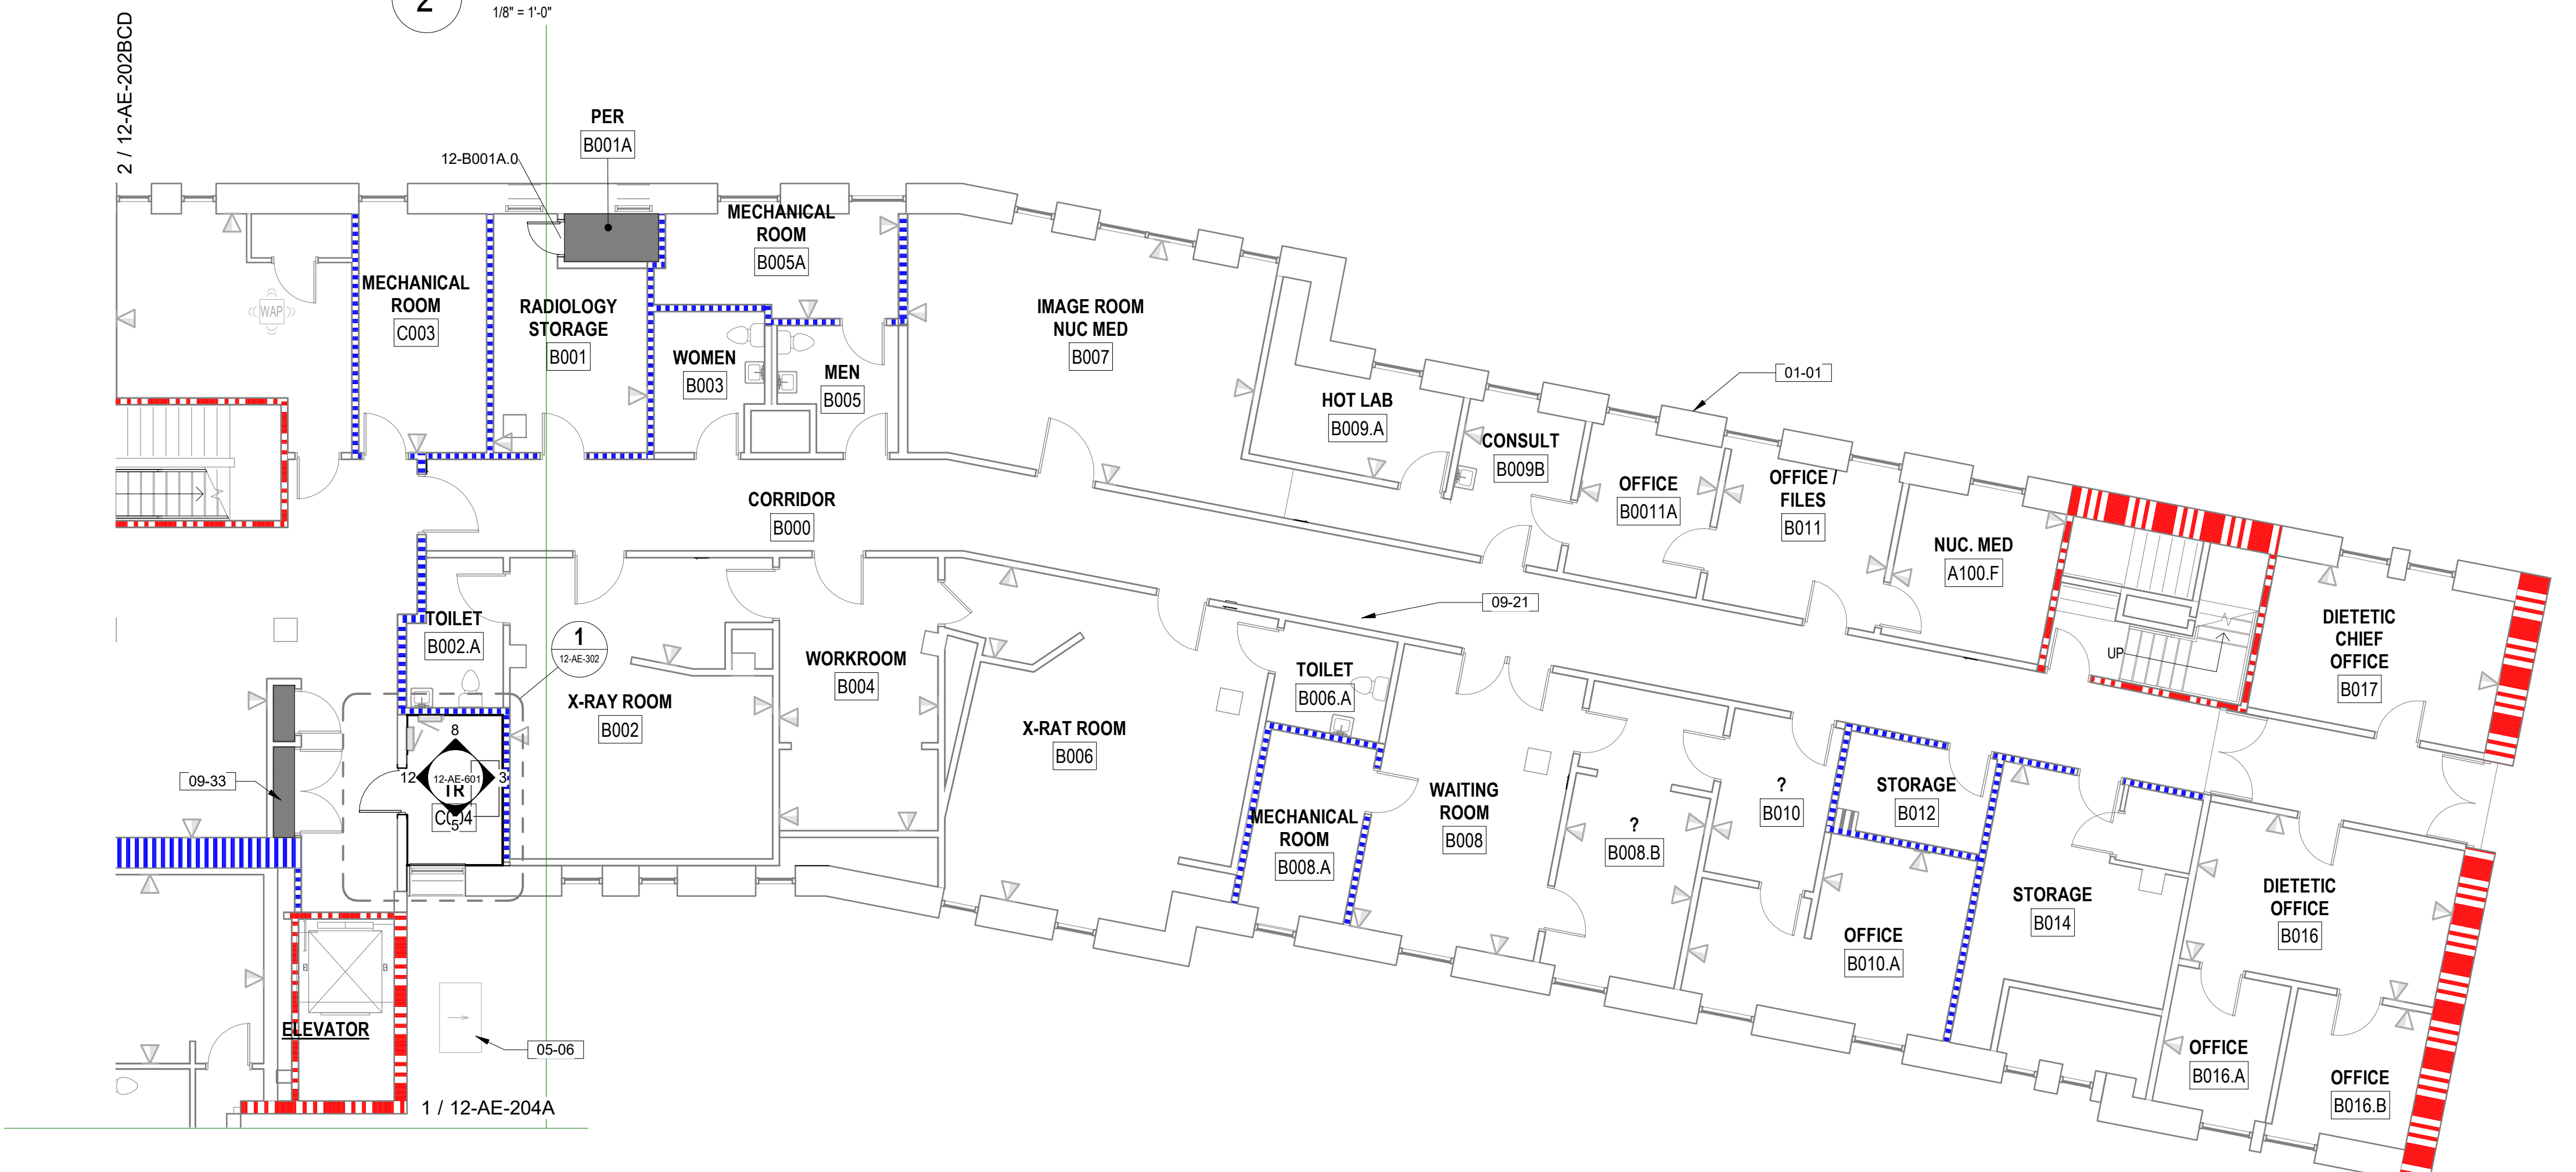 2
1/8" = 1'-0"
2 / 12-AE-202BCD
PER
B001A
12-B001A.0
MECHANICAL
ROOM
B005A
MECHANICAL
ROOM
C003
WAP
RADIOLOGY
STORAGE
B001
WOMEN
B003
MEN
B005
IMAGE ROOM
NUC MED
B007
HOT LAB
B009.A
CONSULT
B009B
01-01
OFFICE
B0011A
OFFICE /
FILES
B011
NUC. MED
A100.F
CORRIDOR
B000
09-21
UP
DIETETIC
CHIEF
OFFICE
B017
TOILET
B002.A
1
12-AE-302
X-RAY ROOM
B002
WORKROOM
B004
X-RAT ROOM
B006
TOILET
B006.A
MECHANICAL
ROOM
B008.A
WAITING
ROOM
B008
?
B008.B
?
B010
STORAGE
B012
OFFICE
B010.A
STORAGE
B014
DIETETIC
OFFICE
B016
OFFICE
B016.A
OFFICE
B016.B
8
12
12-AE-601
3
TR
C004
5
09-33
ELEVATOR
05-06
1 / 12-AE-204A